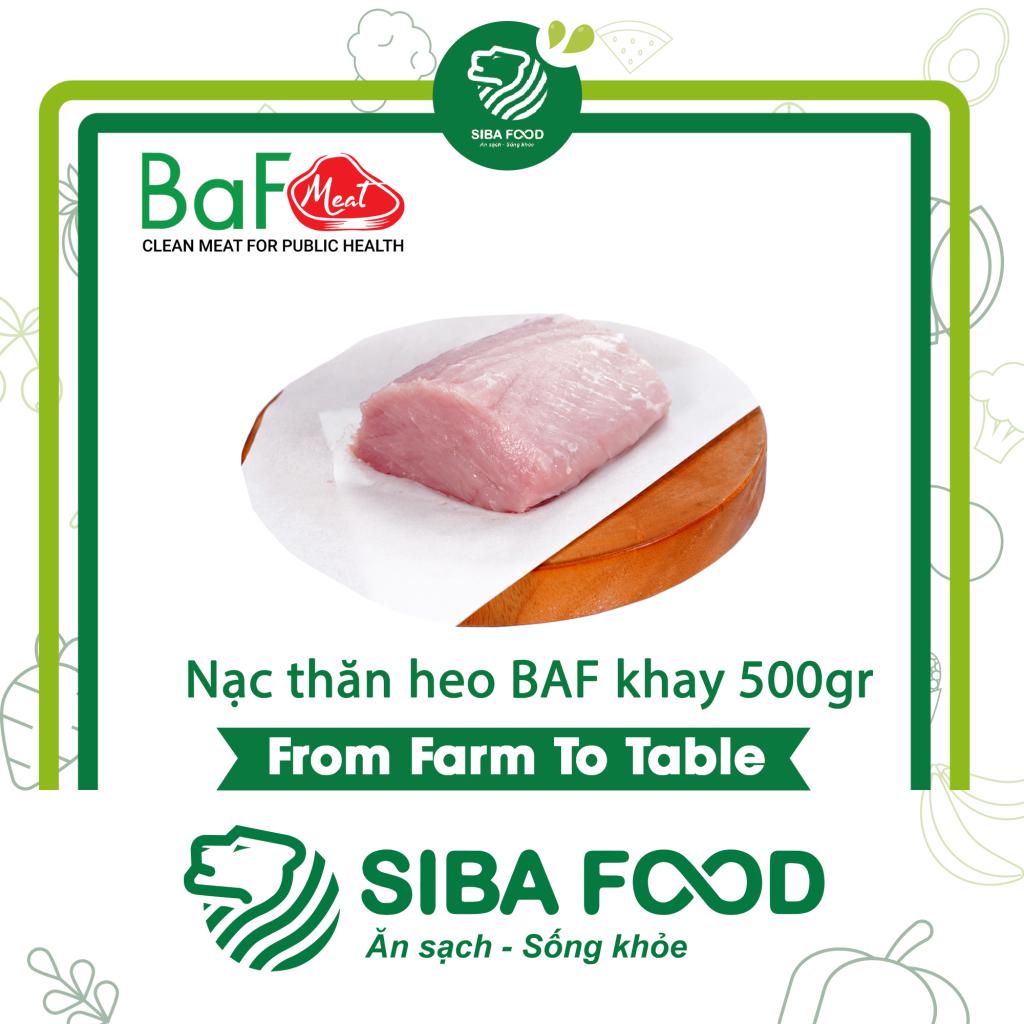 SIBA FOOD
Ăn sạch - Sống khỏe
BaF Meat
CLEAN MEAT FOR PUBLIC HEALTH
Nạc thăn heo BAF khay 500gr
From Farm To Table
SIBA FOOD
Ăn sạch - Sống khỏe